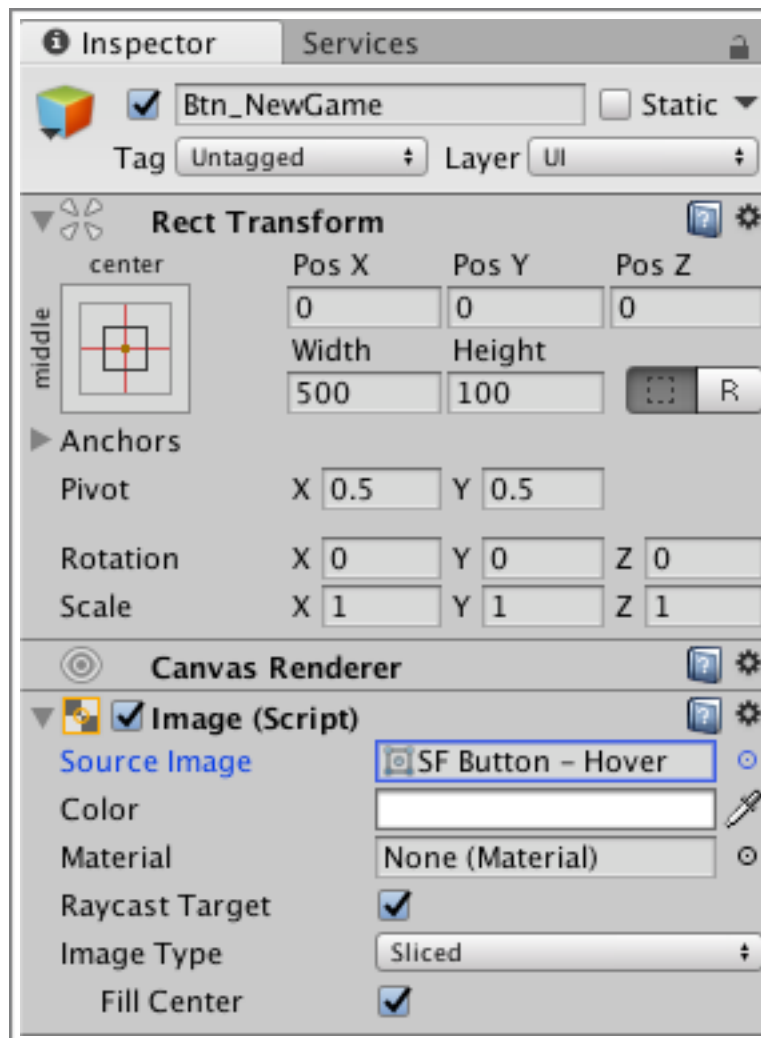 Inspector Services
Btn_NewGame Static
Tag Untagged Layer UI
Rect Transform
center Pos X Pos Y Pos Z
middle 0 0 0
Width Height
500 100 R
Anchors
Pivot X 0.5 Y 0.5
Rotation X 0 Y 0 Z 0
Scale X 1 Y 1 Z 1
Canvas Renderer
Image (Script)
Source Image SF Button – Hover
Color
Material None (Material)
Raycast Target
Image Type Sliced
Fill Center